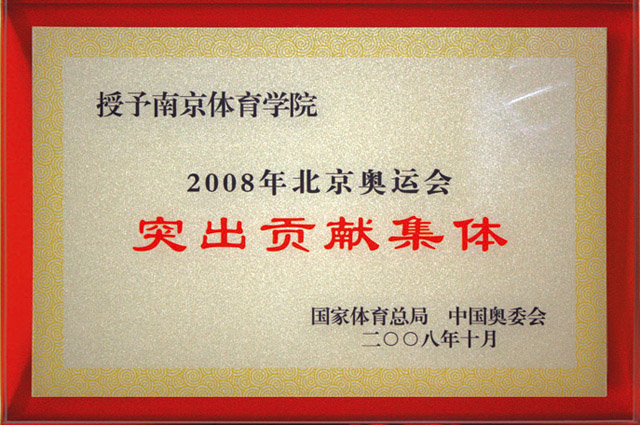 授予南京体育学院
2008年北京奥运会
突出贡献集体
国家体育总局 中国奥委会
二〇〇八年十月